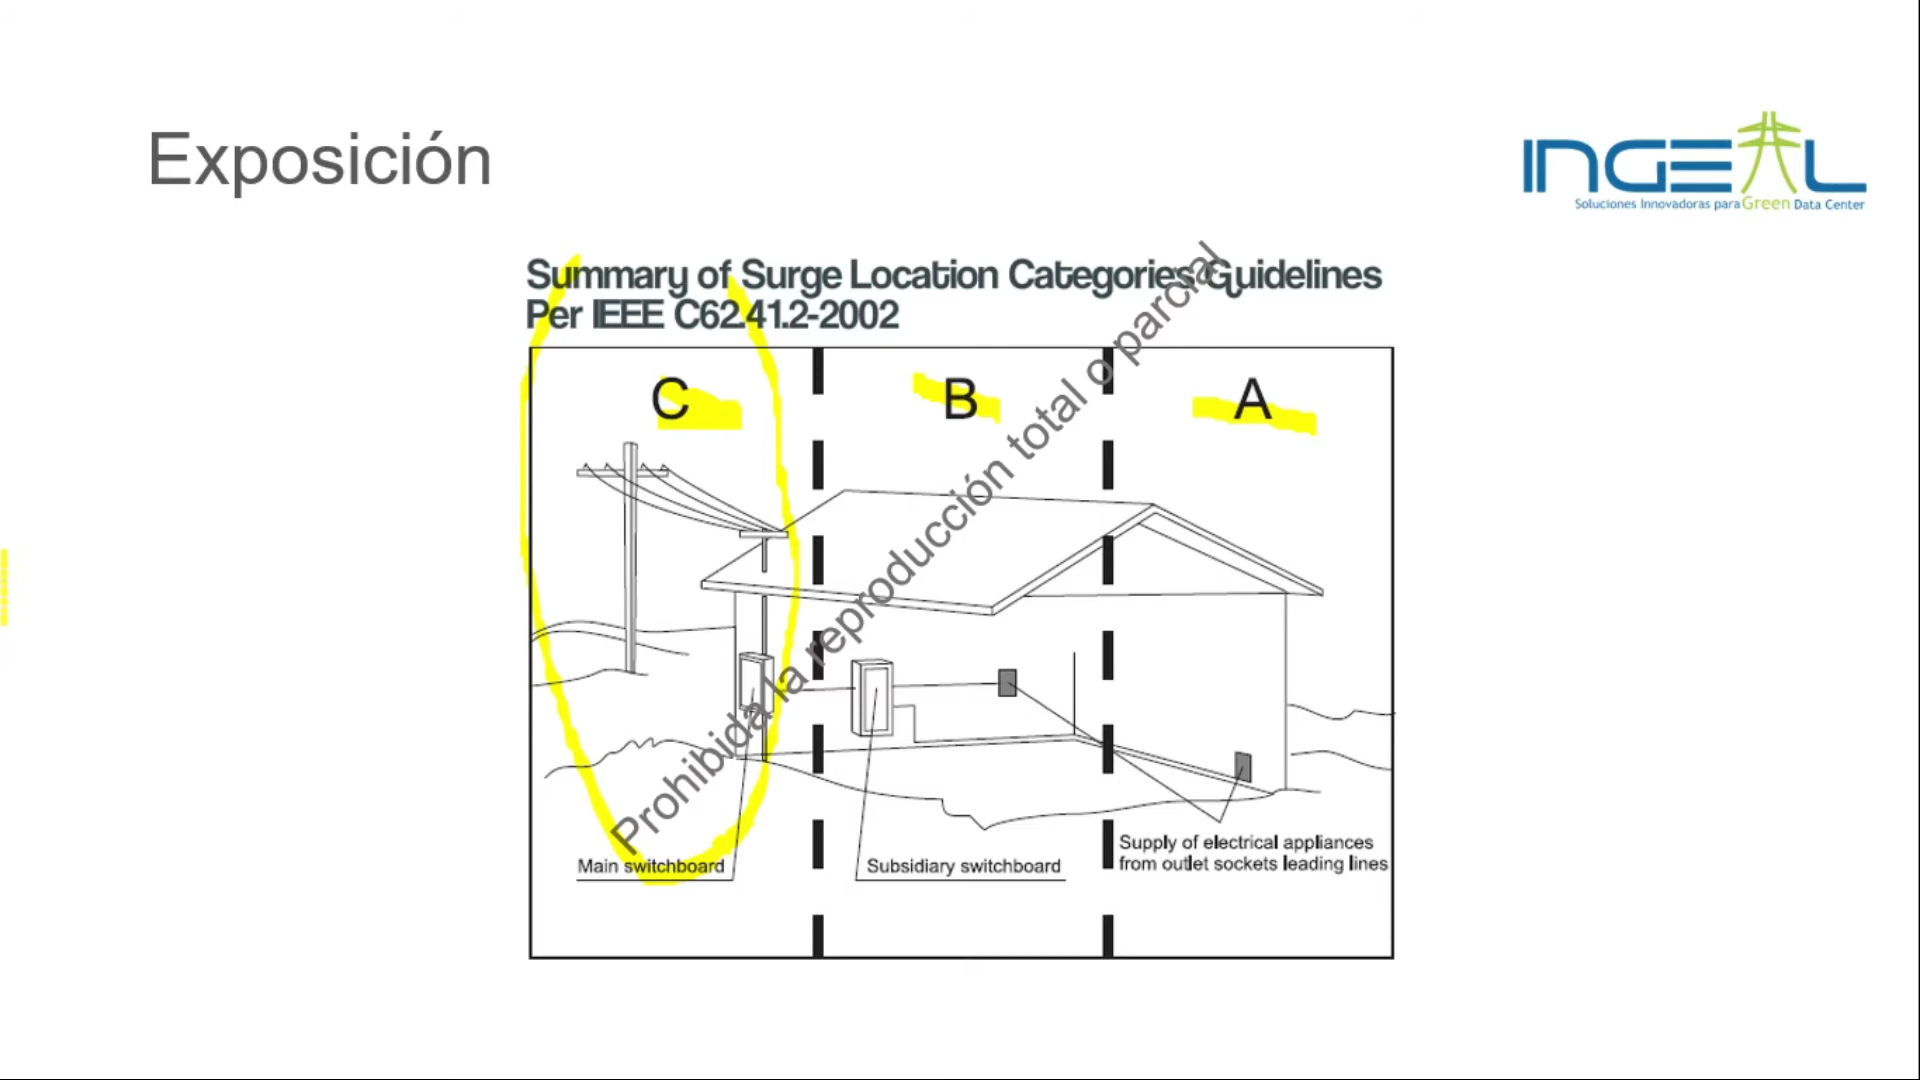 Exposición
INGEAL
Soluciones Innovadoras para Green Data Center
Summary of Surge Location Categories Guidelines
Per IEEE C62.41.2-2002
C
B
A
Prohibida la reproducción total o parcial
Main switchboard
Subsidiary switchboard
Supply of electrical appliances
from outlet sockets leading lines